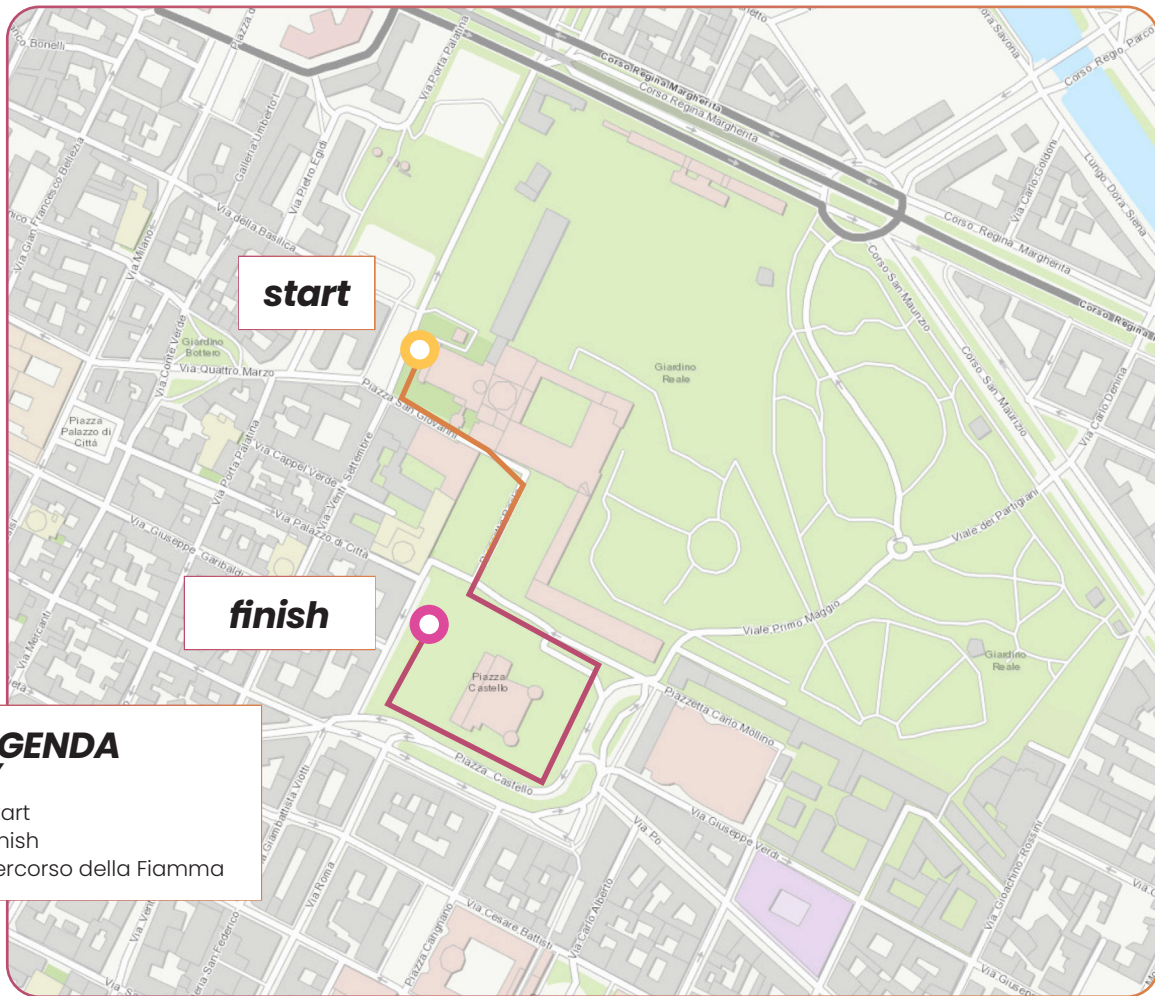 Bonelli
Piazza d
Via Porta Palatina
Corso Regina Margherita
Corso Regina Margherita
Dora Savona
Corso Regio Parco
Via Gian Francesco Bellezia
Galleria Umberto I
Via Pietro Egidi
Via della Basilica
Via Milano
Via Carlo Goldoni
Lungo Dora Siena
Corso Regina Margherita
Corso San Maurizio
Corso Regina
start
Giardino
Bottero
Via Conte Verde
Via Quattro Marzo
Giardino
Reale
Corso San Maurizio
Via Carlo Denina
Piazza San Giovanni
Piazza
Palazzo di
Città
Via Porta Palatina
Via Cappel Verde
Via Venti Settembre
Via Palazzo di Città
Via Giuseppe Garibaldi
Viale dei Partigiani
finish
Via Mercanti
Viale Primo Maggio
Giardino
Reale
Piazza
Castello
Piazzetta Carlo Mollino
GENDA
art
nish
ercorso della Fiamma
Piazza Castello
Giambattista Viotti
Via Roma
Via Po
Via Giuseppe Verdi
Via Gioachino Rossini
Via Cesare Battisti
Via Carlo Alberto
Piazza Carignano
San Federico
Via Giuse